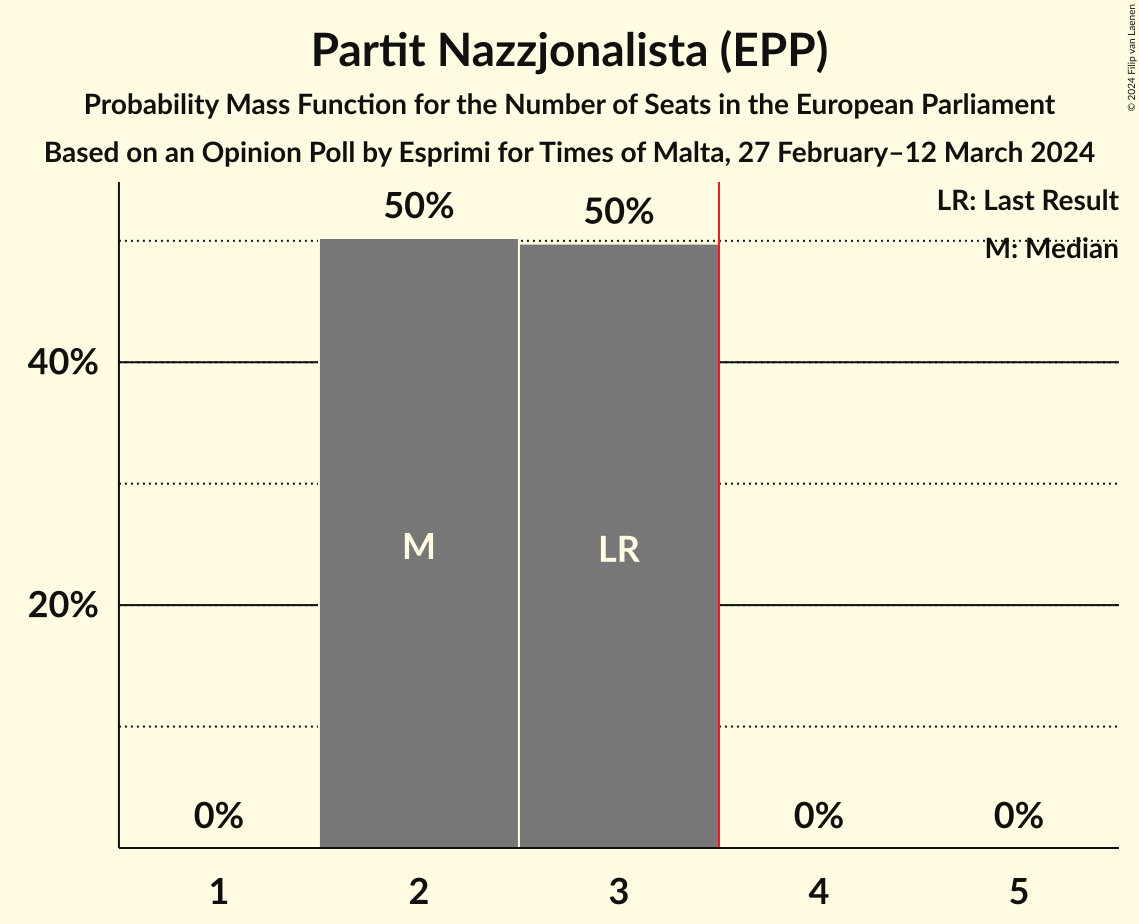 Partit Nazzjonalista (EPP)
Probability Mass Function for the Number of Seats in the European Parliament
Based on an Opinion Poll by Esprimi for Times of Malta, 27 February–12 March 2024
© 2024 Filip van Laenen
LR: Last Result
M: Median
50%
50%
40%
20%
M
LR
0%
0%
0%
1
2
3
4
5